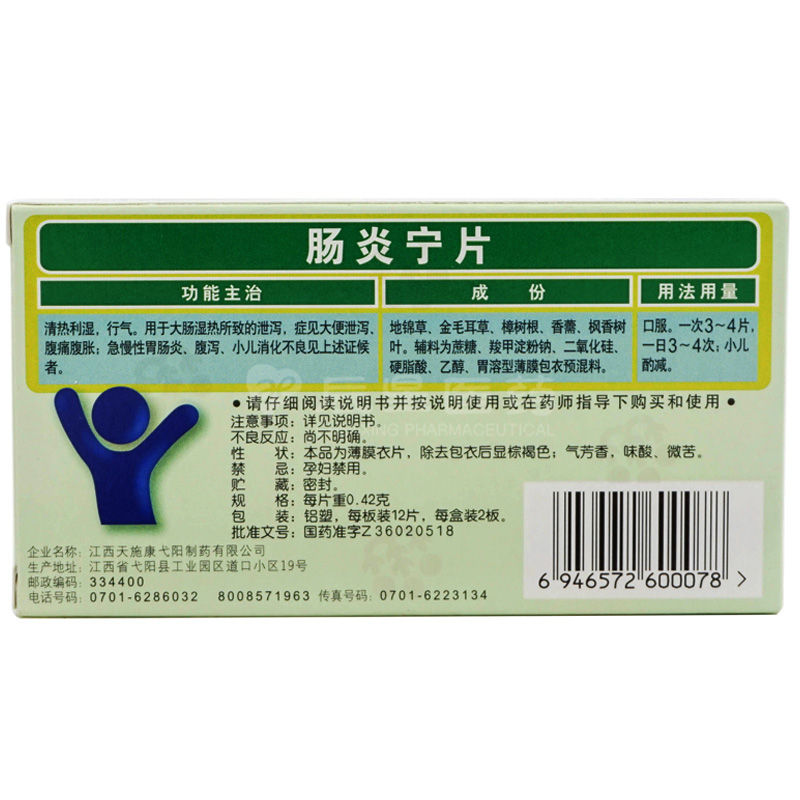 肠炎宁片
功能主治
成份
用法用量
清热利湿，行气。用于大肠湿热所致的泄泻，症见大便泄泻、
腹痛腹胀；急慢性胃肠炎、腹泻、小儿消化不良见上述证候
者。
地锦草、金毛耳草、樟树根、香薷、枫香树
叶。辅料为蔗糖、羧甲淀粉钠、二氧化硅、
硬脂酸、乙醇、胃溶型薄膜包衣预混料。
口服。一次3～4片，
一日3～4次；小儿
酌减。
●请仔细阅读说明书并按说明使用或在药师指导下购买和使用●
注意事项：详见说明书。
不良反应：尚不明确。
性状：本品为薄膜衣片，除去包衣后显棕褐色；气芳香，味酸、微苦。
禁忌：孕妇禁用。
贮藏：密封。
规格：每片重0.42克
包装：铝塑，每板装12片，每盒装2板。
批准文号：国药准字Z36020518
企业名称：江西天施康弋阳制药有限公司
生产地址：江西省弋阳县工业园区道口小区19号
邮政编码：334400
电话号码：0701-6286032 8008571963 传真号码：0701-6223134
6 946572 600078 >
PHARMACEUTICAL